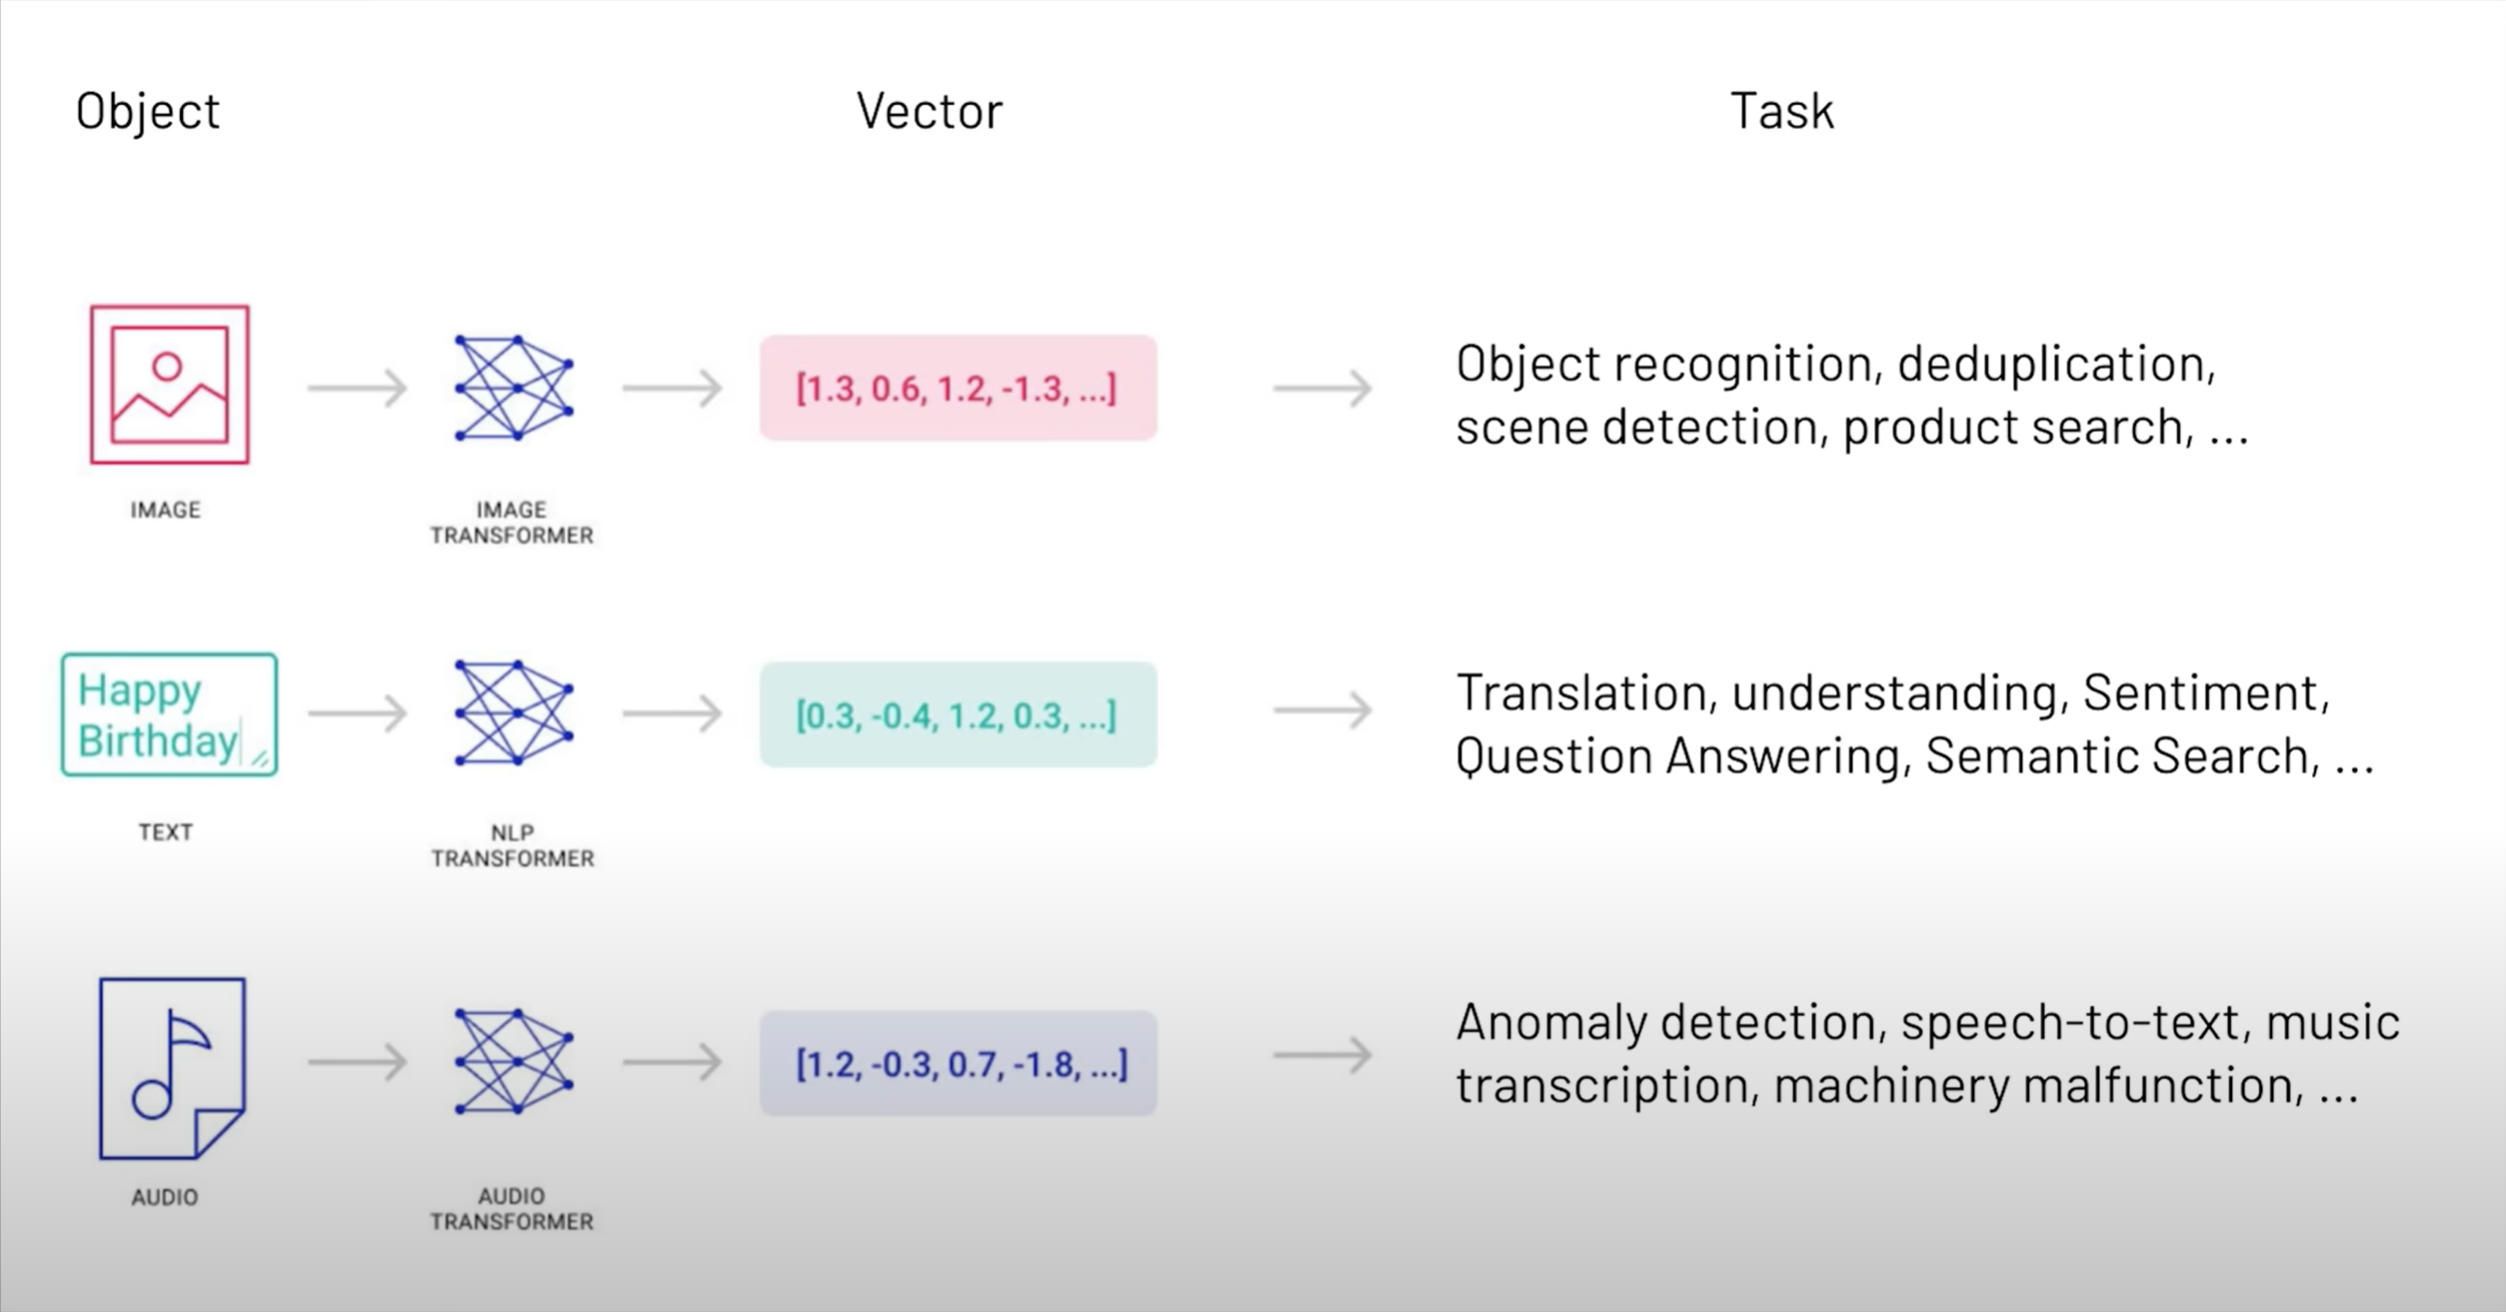 Object
Vector
Task
[1.3, 0.6, 1.2, -1.3, ...]
Object recognition, deduplication,
scene detection, product search, ...
IMAGE
IMAGE
TRANSFORMER
Happy
Birthday
[0.3, -0.4, 1.2, 0.3, ...]
Translation, understanding, Sentiment,
Question Answering, Semantic Search, ...
TEXT
NLP
TRANSFORMER
[1.2, -0.3, 0.7, -1.8, ...]
Anomaly detection, speech-to-text, music
transcription, machinery malfunction, ...
AUDIO
AUDIO
TRANSFORMER